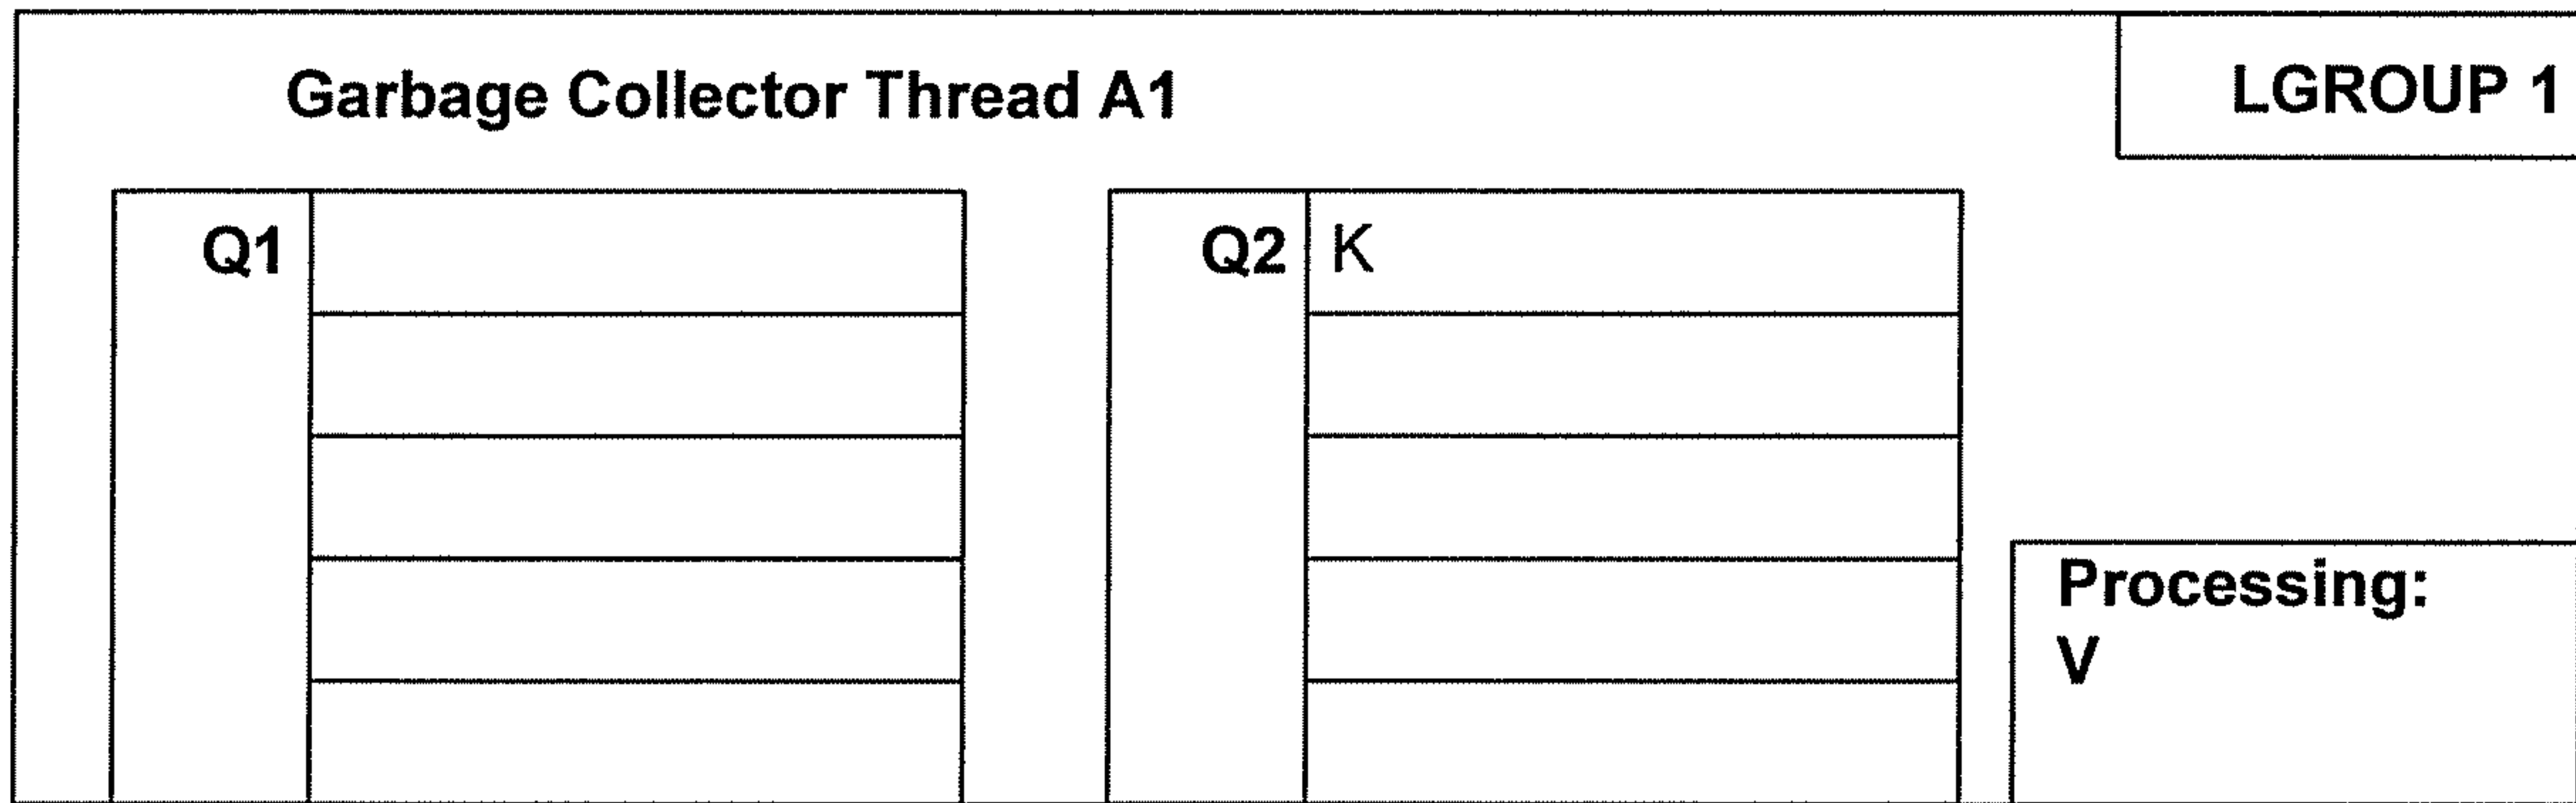 Garbage Collector Thread A1
LGROUP 1
Q1
Q2
K
Processing:
V